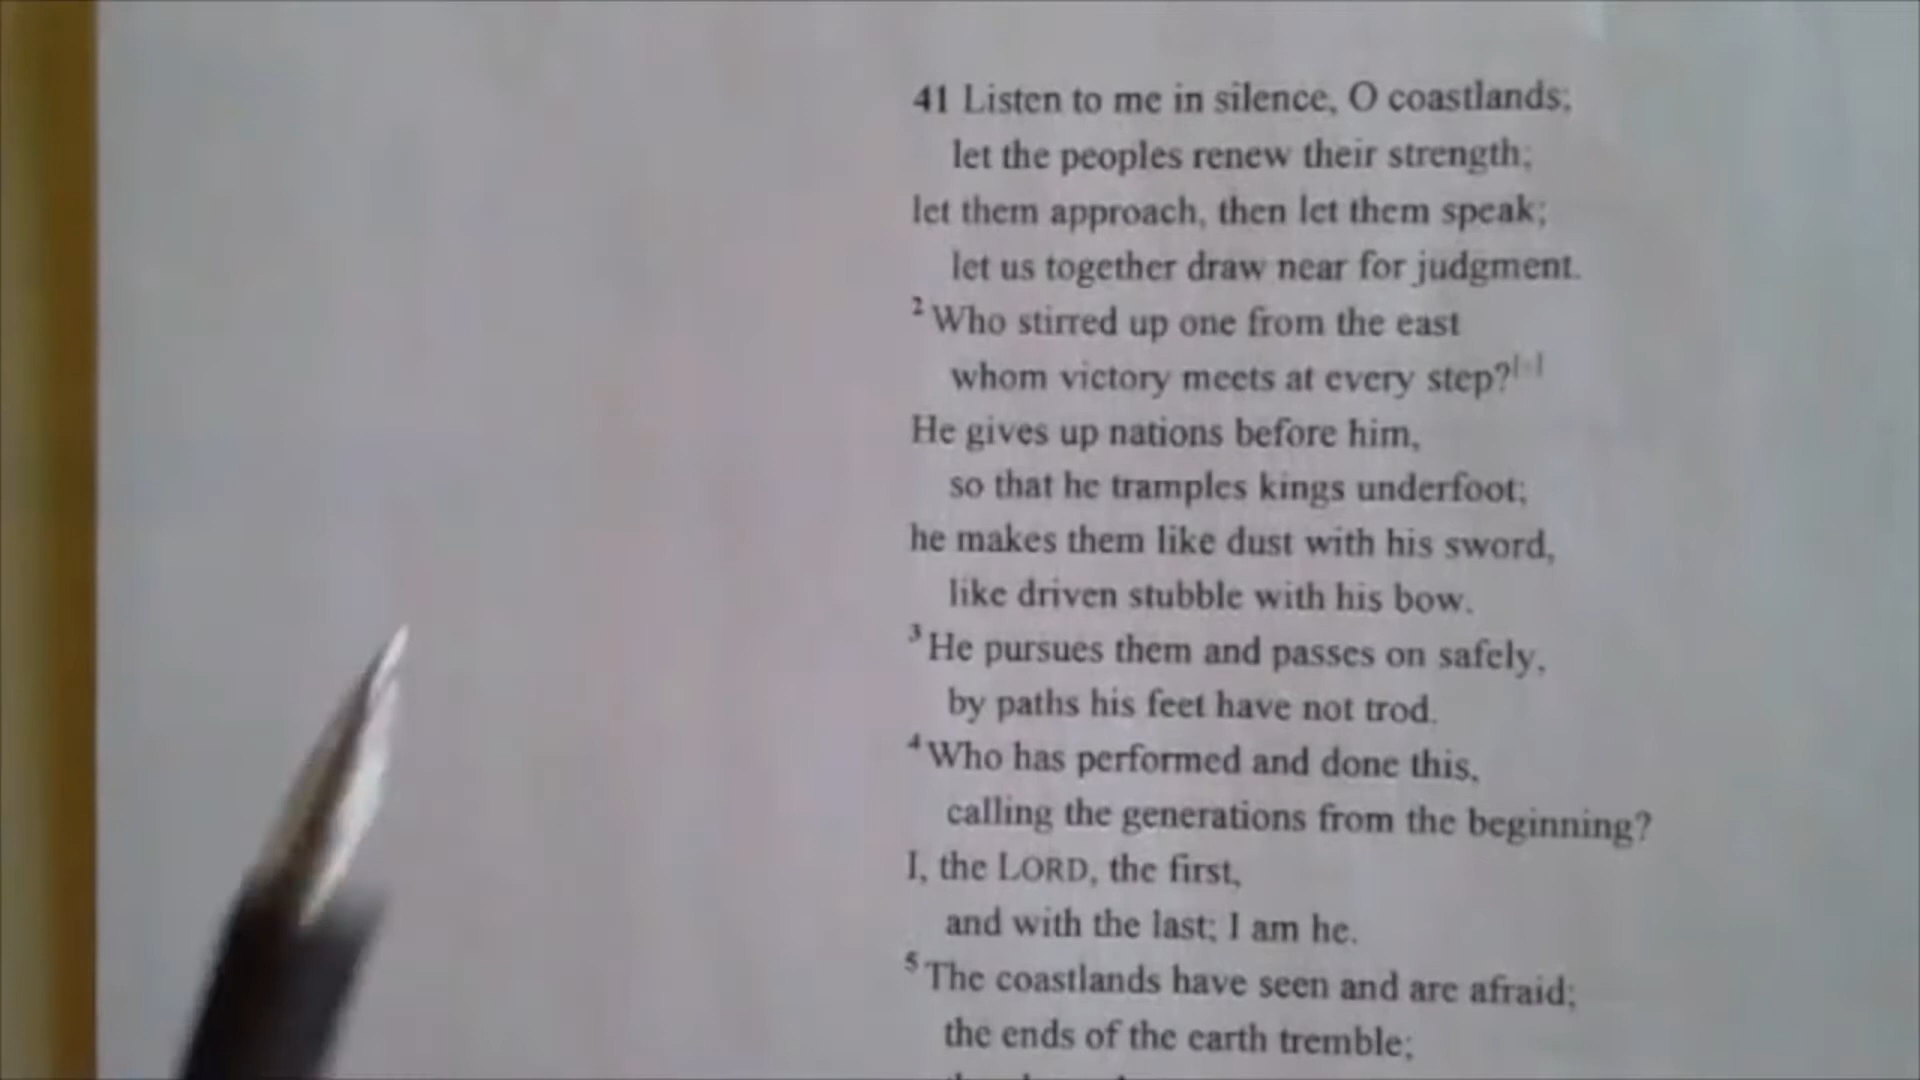 41 Listen to me in silence, O coastlands;
let the peoples renew their strength;
let them approach, then let them speak;
let us together draw near for judgment.
2 Who stirred up one from the east
whom victory meets at every step?
He gives up nations before him,
so that he tramples kings underfoot;
he makes them like dust with his sword,
like driven stubble with his bow.
3 He pursues them and passes on safely,
by paths his feet have not trod.
4 Who has performed and done this,
calling the generations from the beginning?
I, the LORD, the first,
and with the last; I am he.
5 The coastlands have seen and are afraid;
the ends of the earth tremble;